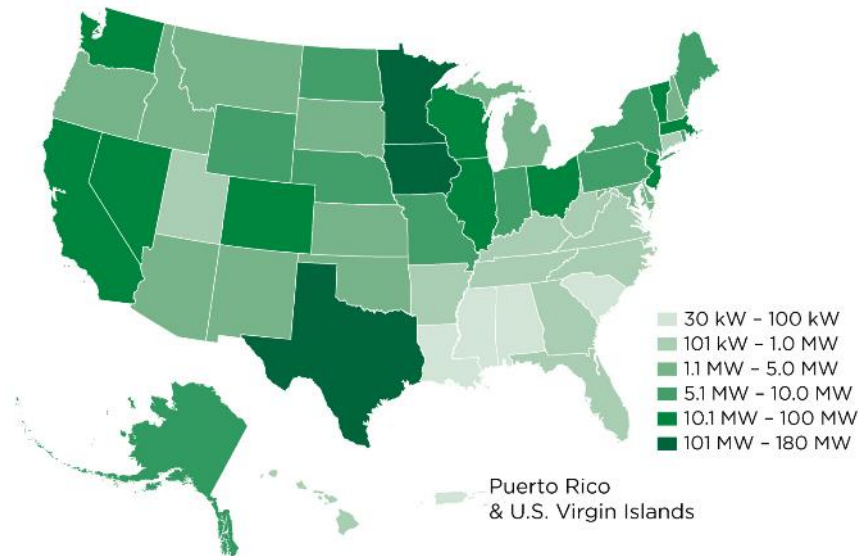 30 kW – 100 kW
101 kW – 1.0 MW
1.1 MW – 5.0 MW
5.1 MW – 10.0 MW
10.1 MW – 100 MW
101 MW – 180 MW
Puerto Rico
& U.S. Virgin Islands